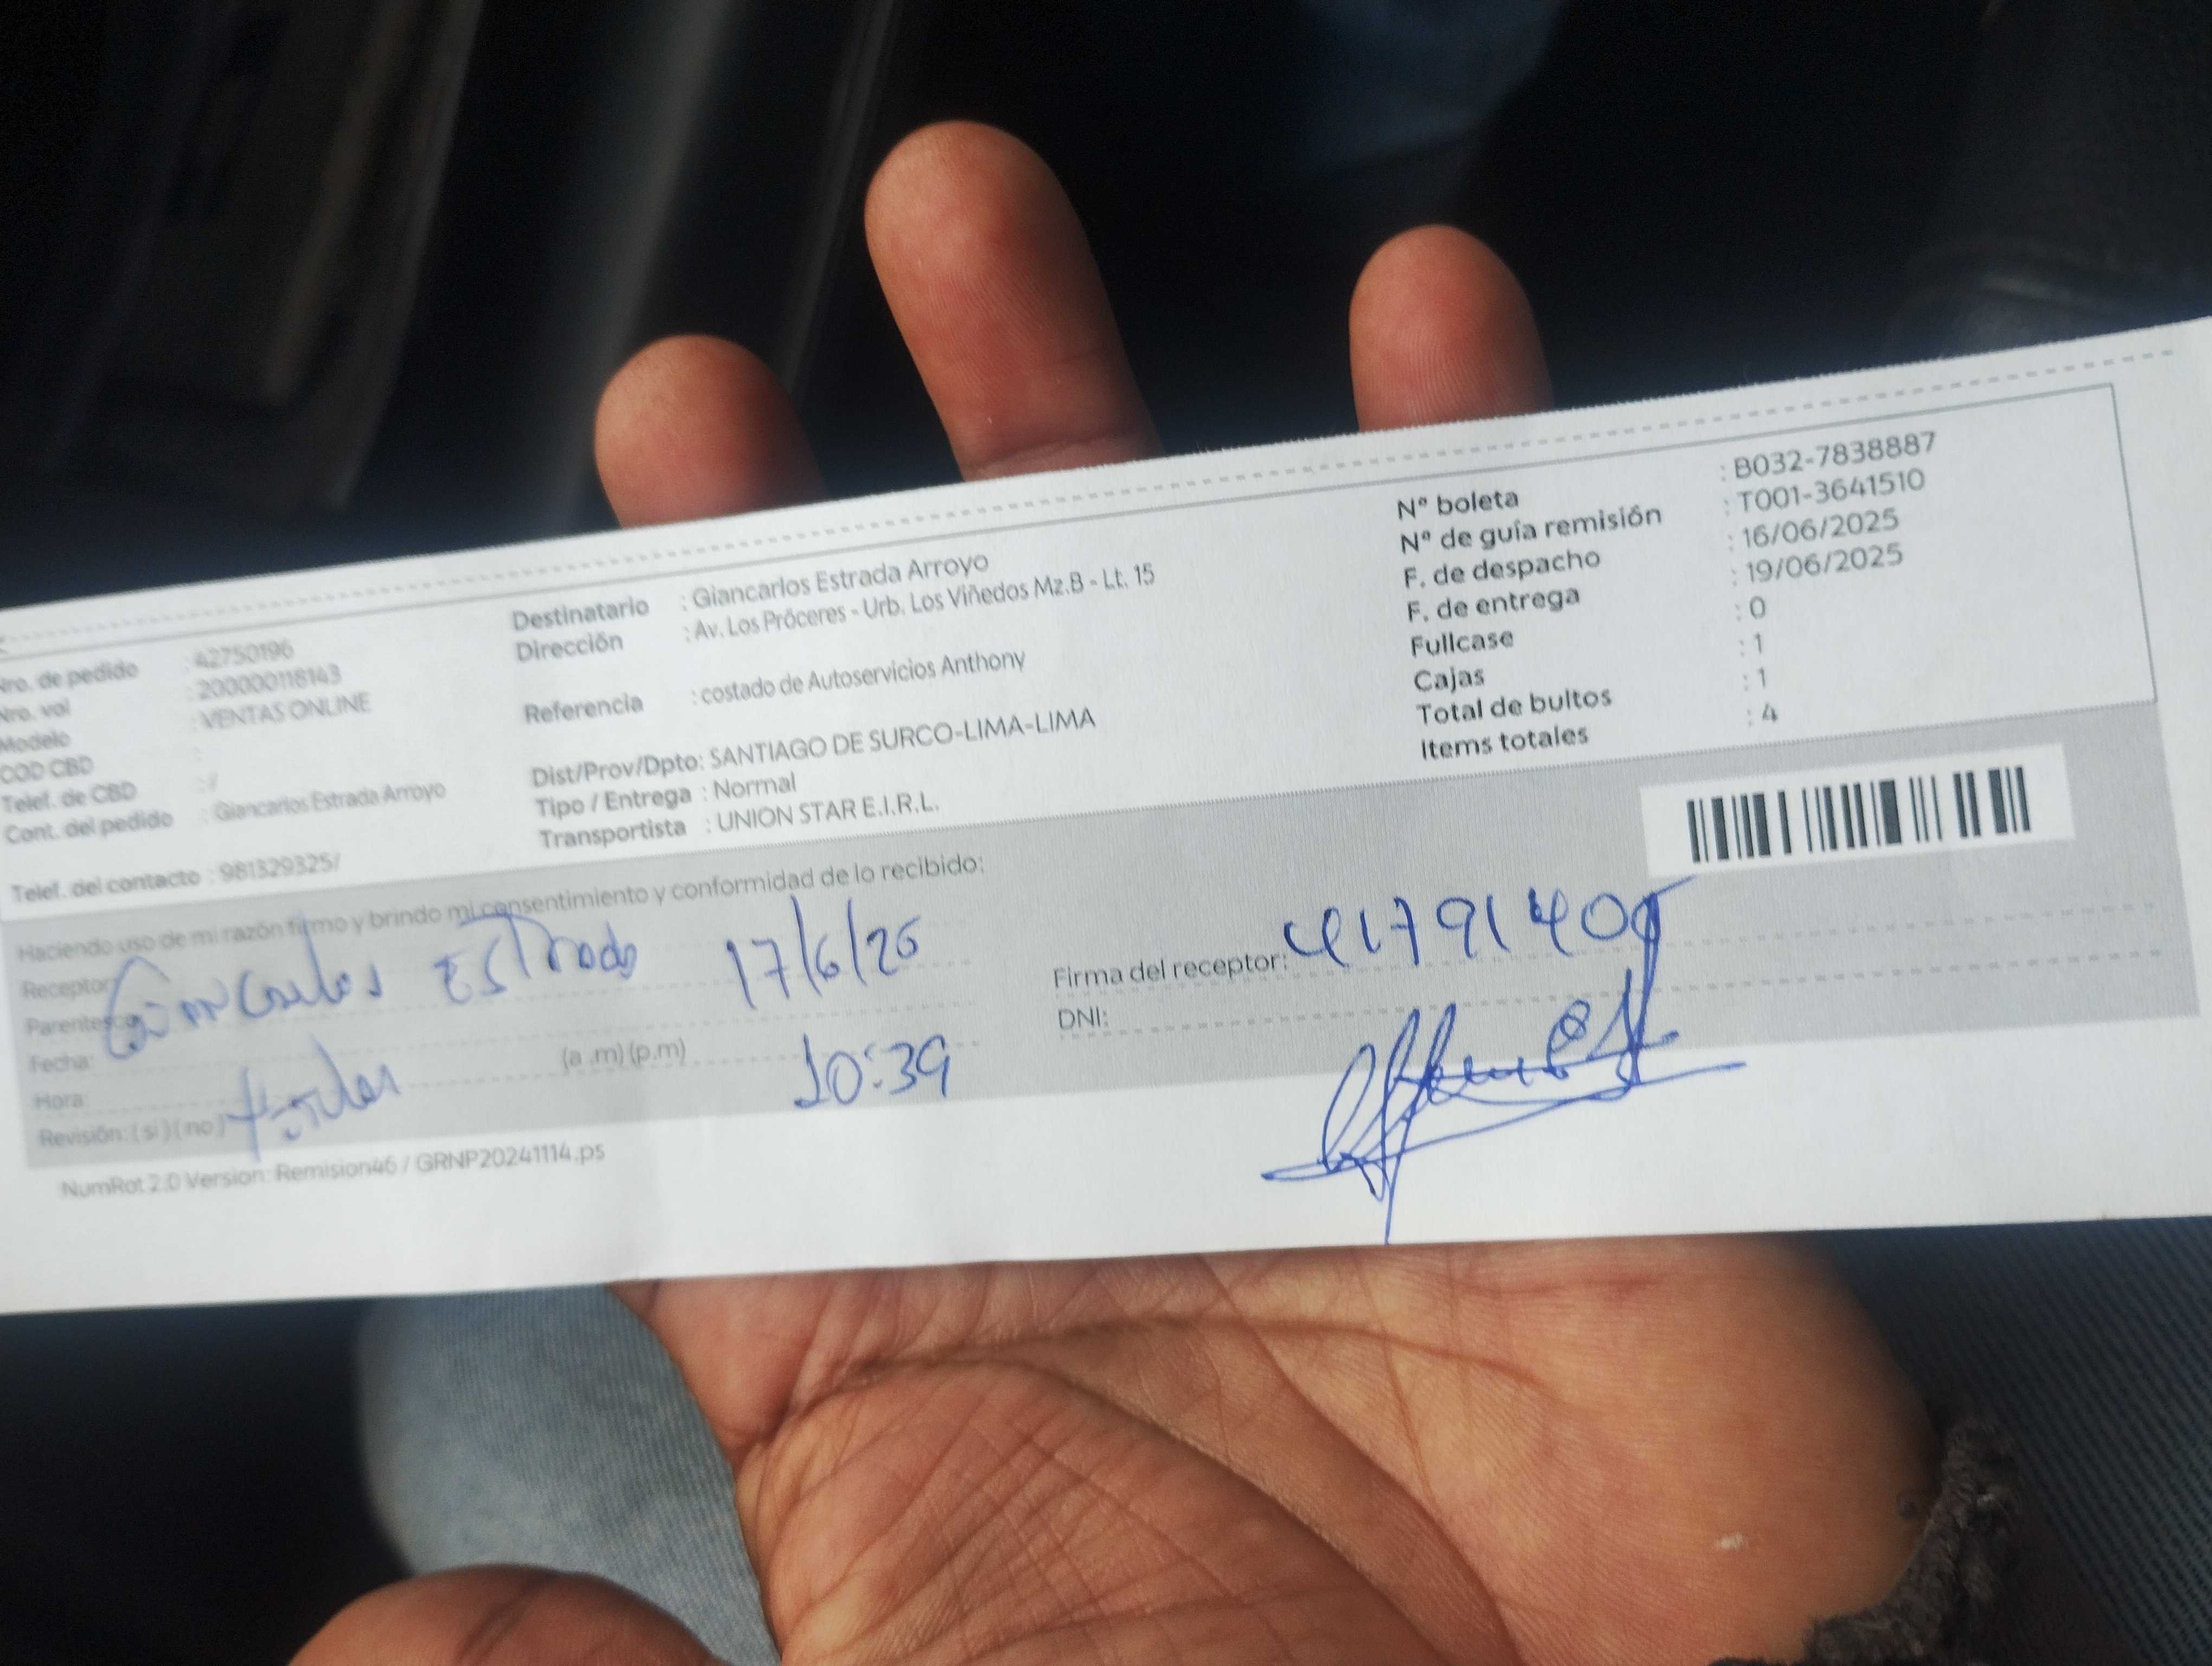 Nro. de pedido : 42750196
Nro. vol : 200000118143
Modelo : VENTAS ONLINE
COD CBD :
Telef. de CBD : /
Cont. del pedido : Giancarlos Estrada Arroyo
Telef. del contacto : 981329325/
Destinatario : Giancarlos Estrada Arroyo
Dirección : Av. Los Próceres - Urb. Los Viñedos Mz.B - Lt. 15
Referencia : costado de Autoservicios Anthony
Dist/Prov/Dpto: SANTIAGO DE SURCO-LIMA-LIMA
Tipo / Entrega : Normal
Transportista : UNION STAR E.I.R.L.
Nº boleta : B032-7838887
Nº de guía remisión : T001-3641510
F. de despacho : 16/06/2025
F. de entrega : 19/06/2025
Fullcase : 0
Cajas : 1
Total de bultos : 1
Items totales : 4
Haciendo uso de mi razón firmo y brindo mi consentimiento y conformidad de lo recibido:
Receptor: Giancarlos Estrada 17/6/25
Parentesco:
Fecha:
Hora: (a .m) (p.m) 10:39
Revisión: ( si ) ( no )
Firma del receptor: 41791409
DNI:
NumRot 2.0 Version: Remision46 / GRNP20241114.ps